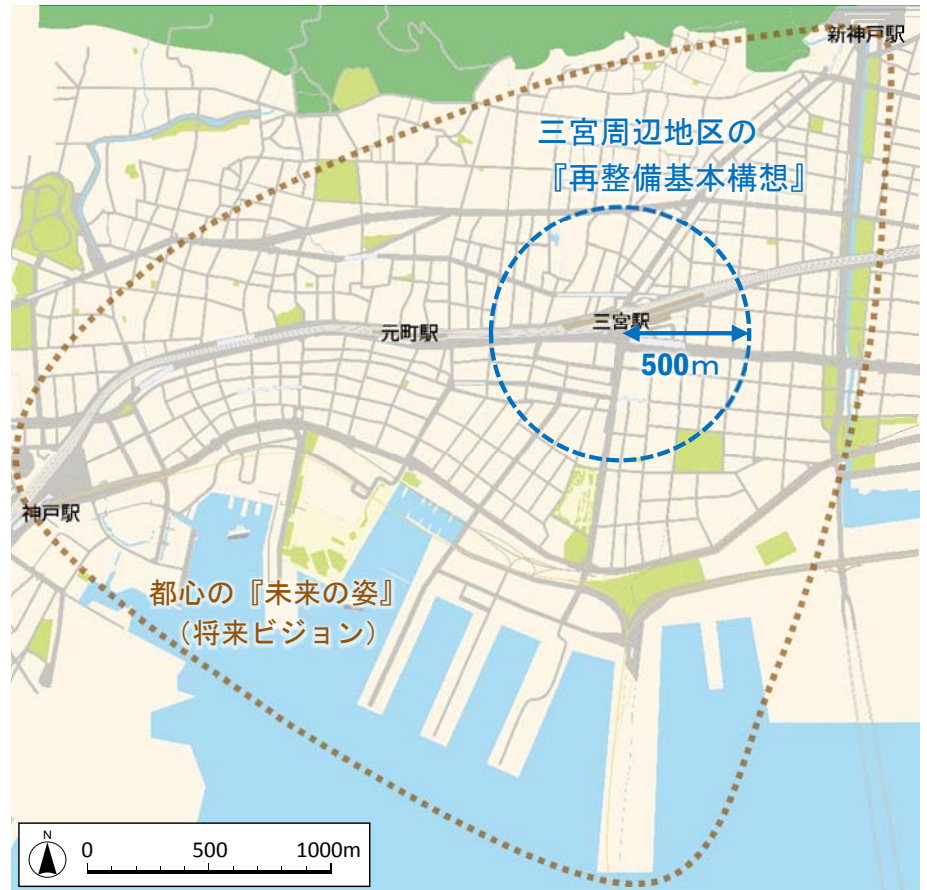 新神戸駅
三宮周辺地区の
『再整備基本構想』
三宮駅
元町駅
500m
神戸駅
都心の『未来の姿』
（将来ビジョン）
N
0 500 1000m